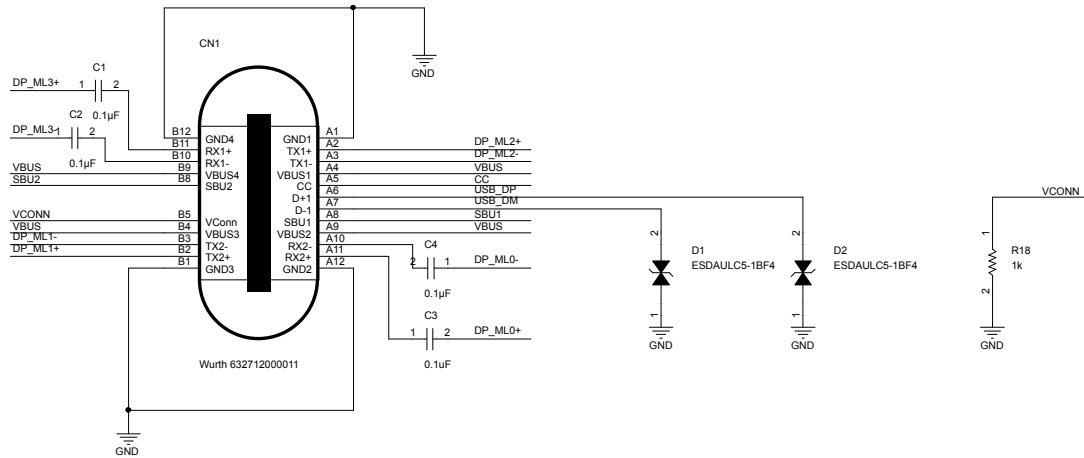 CN1
GND
C1
DP_ML3+ 1 2
0.1µF
C2
DP_ML3- 1 2
0.1µF
B12 GND4 GND1 A1
B11 RX1+ TX1+ A2 DP_ML2+
B10 RX1- TX1- A3 DP_ML2-
VBUS B9 VBUS4 VBUS1 A4 VBUS
SBU2 B8 SBU2 CC A5 CC
D+1 A6 USB_DP
D-1 A7 USB_DM
VCONN B5 VConn SBU1 A8 SBU1
VBUS B4 VBUS3 VBUS2 A9 VBUS
DP_ML1- B3 TX2- RX2- A10
DP_ML1+ B2 TX2+ RX2+ A11
B1 GND3 GND2 A12
C4
2 1 DP_ML0-
0.1µF
C3
1 2 DP_ML0+
0.1uF
Wurth 632712000011
GND
2
D1
ESDAULC5-1BF4
1
GND
2
D2
ESDAULC5-1BF4
1
GND
VCONN
1
R18
1k
2
GND